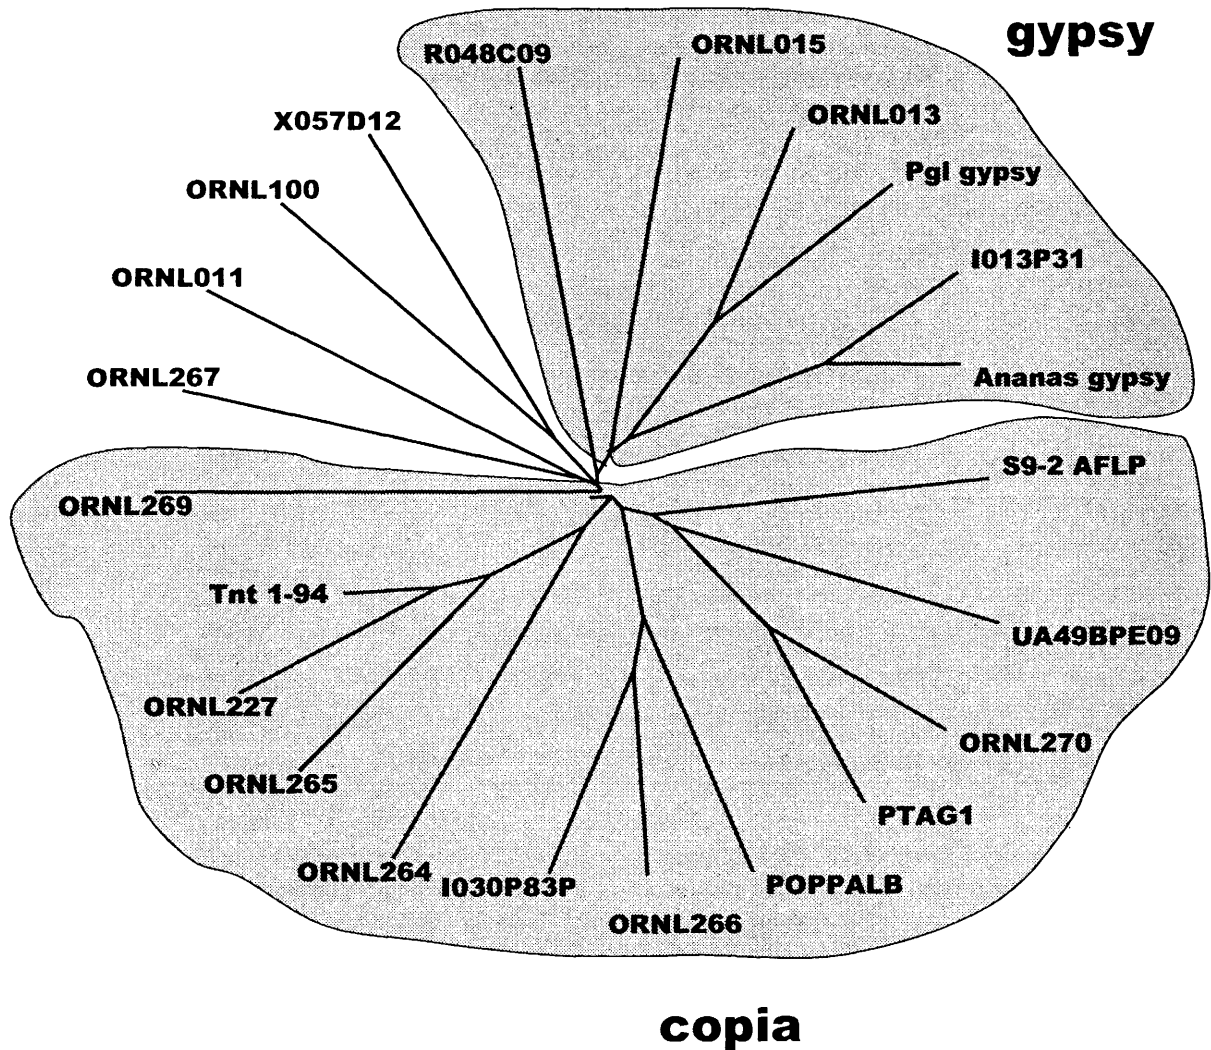 gypsy
R048C09
ORNL015
ORNL013
X057D12
Pgl gypsy
ORNL100
I013P31
ORNL011
Ananas gypsy
ORNL267
S9-2 AFLP
ORNL269
Tnt 1-94
UA49BPE09
ORNL227
ORNL270
ORNL265
PTAG1
ORNL264
I030P83P
POPPALB
ORNL266
copia